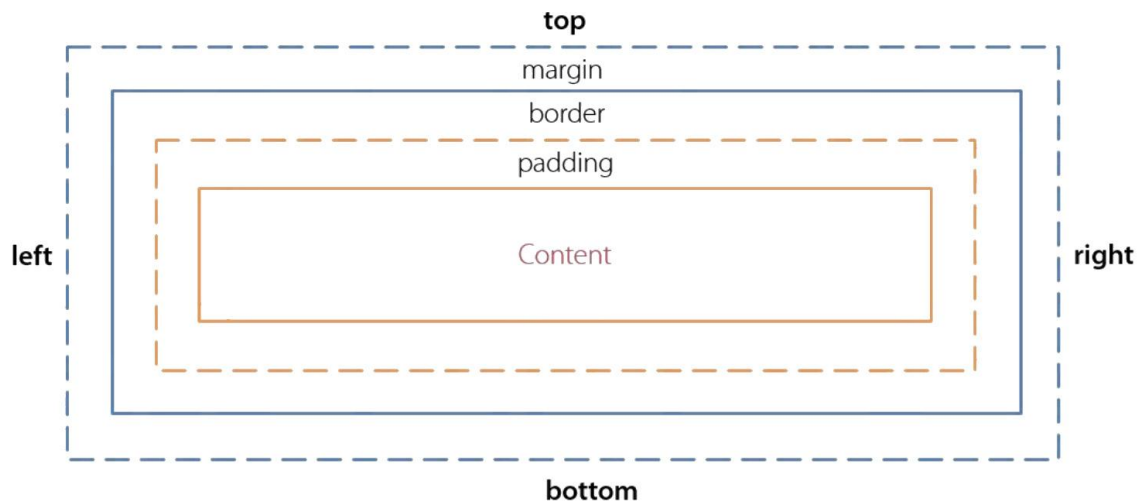 top
margin
border
padding
left
Content
right
bottom